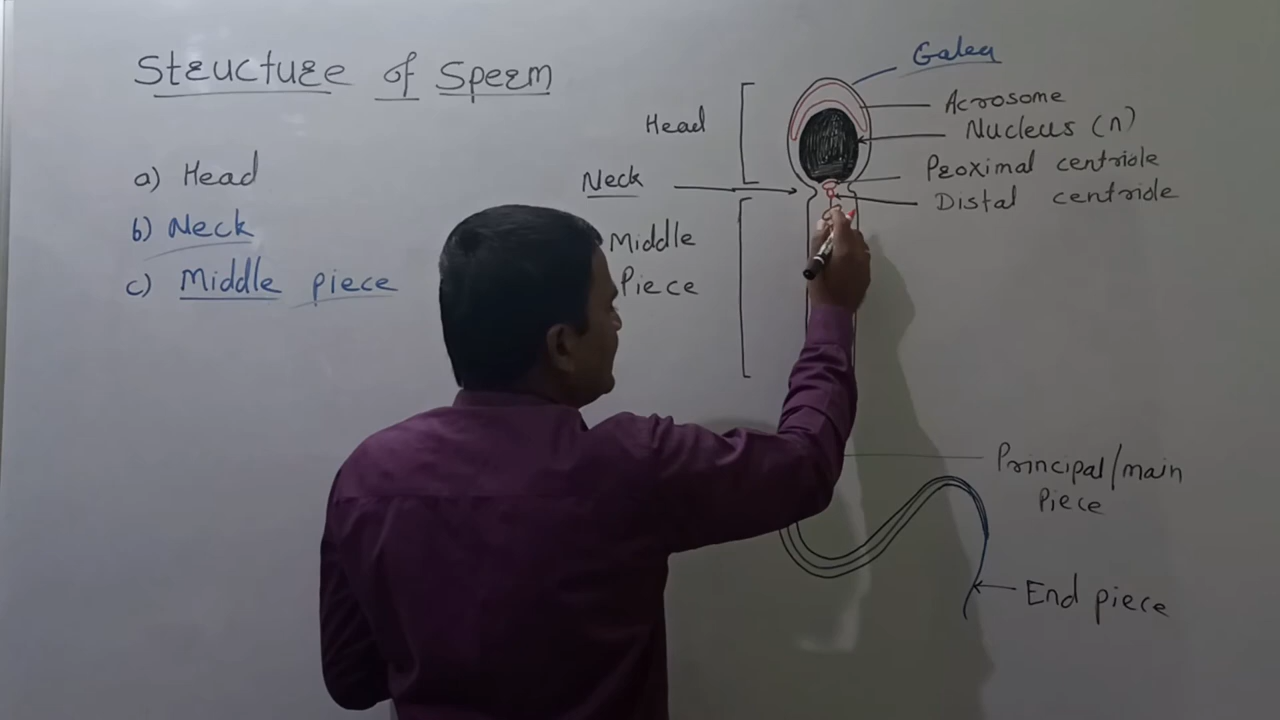 Structure of Sperm
a) Head
b) Neck
c) Middle piece
Head
Neck
Middle
Piece
Galea
Acrosome
Nucleus (n)
Proximal centriole
Distal centriole
Principal/main
Piece
End piece